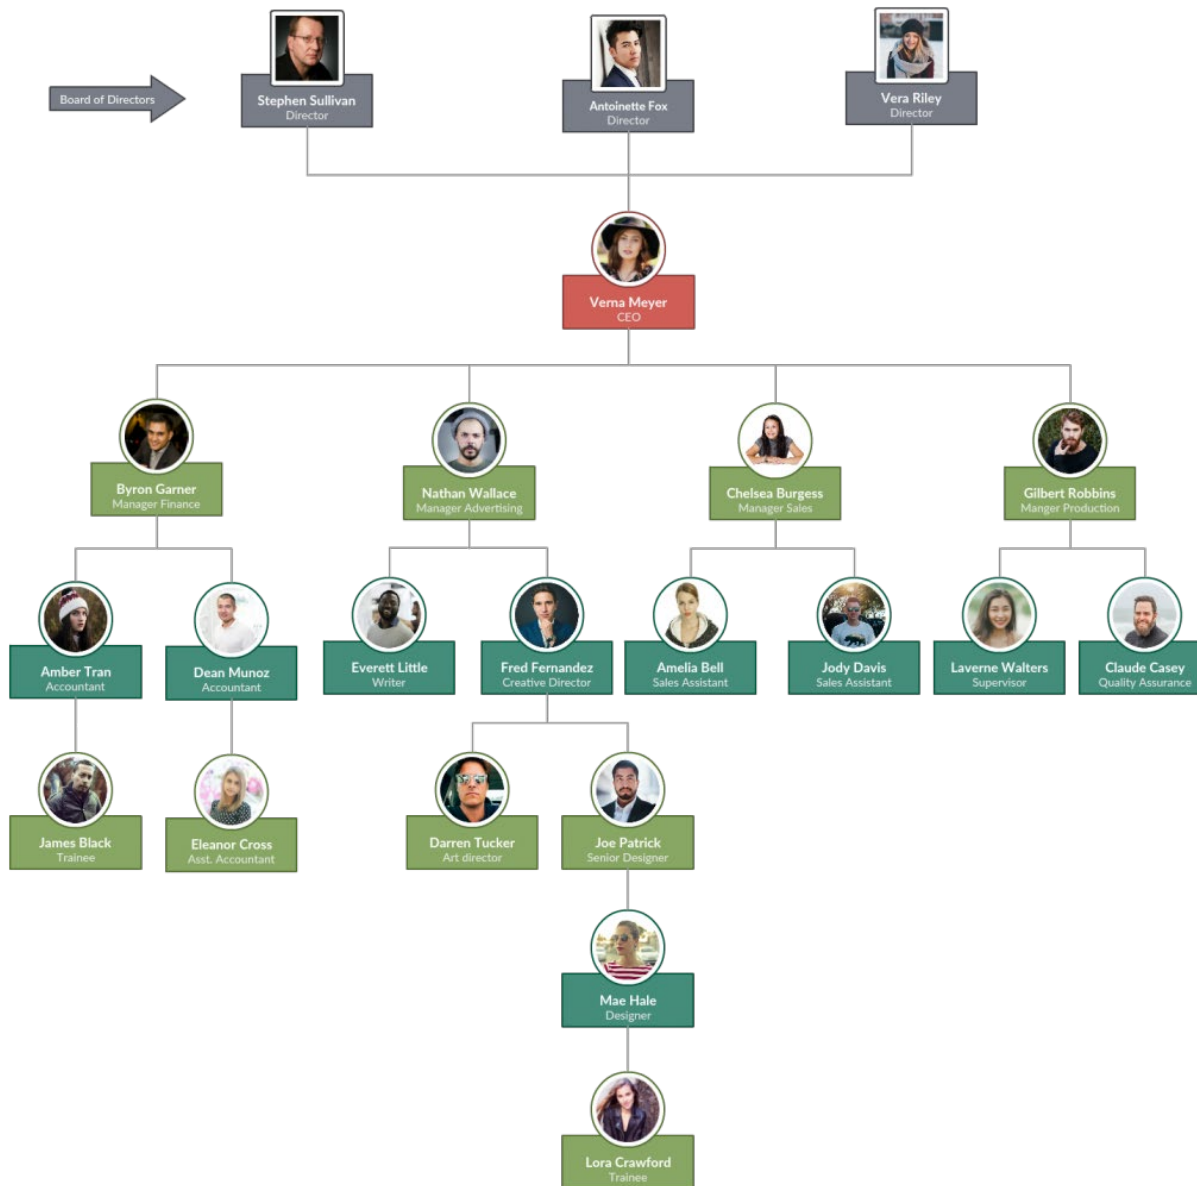 Board of Directors
Stephen Sullivan
Director
Antoinette Fox
Director
Vera Riley
Director
Verna Meyer
CEO
Byron Garner
Manager Finance
Nathan Wallace
Manager Advertising
Chelsea Burgess
Manager Sales
Gilbert Robbins
Manger Production
Amber Tran
Accountant
Dean Munoz
Accountant
Everett Little
Writer
Fred Fernandez
Creative Director
Amelia Bell
Sales Assistant
Jody Davis
Sales Assistant
Laverne Walters
Supervisor
Claude Casey
Quality Assurance
James Black
Trainee
Eleanor Cross
Asst. Accountant
Darren Tucker
Art director
Joe Patrick
Senior Designer
Mae Hale
Designer
Lora Crawford
Trainee